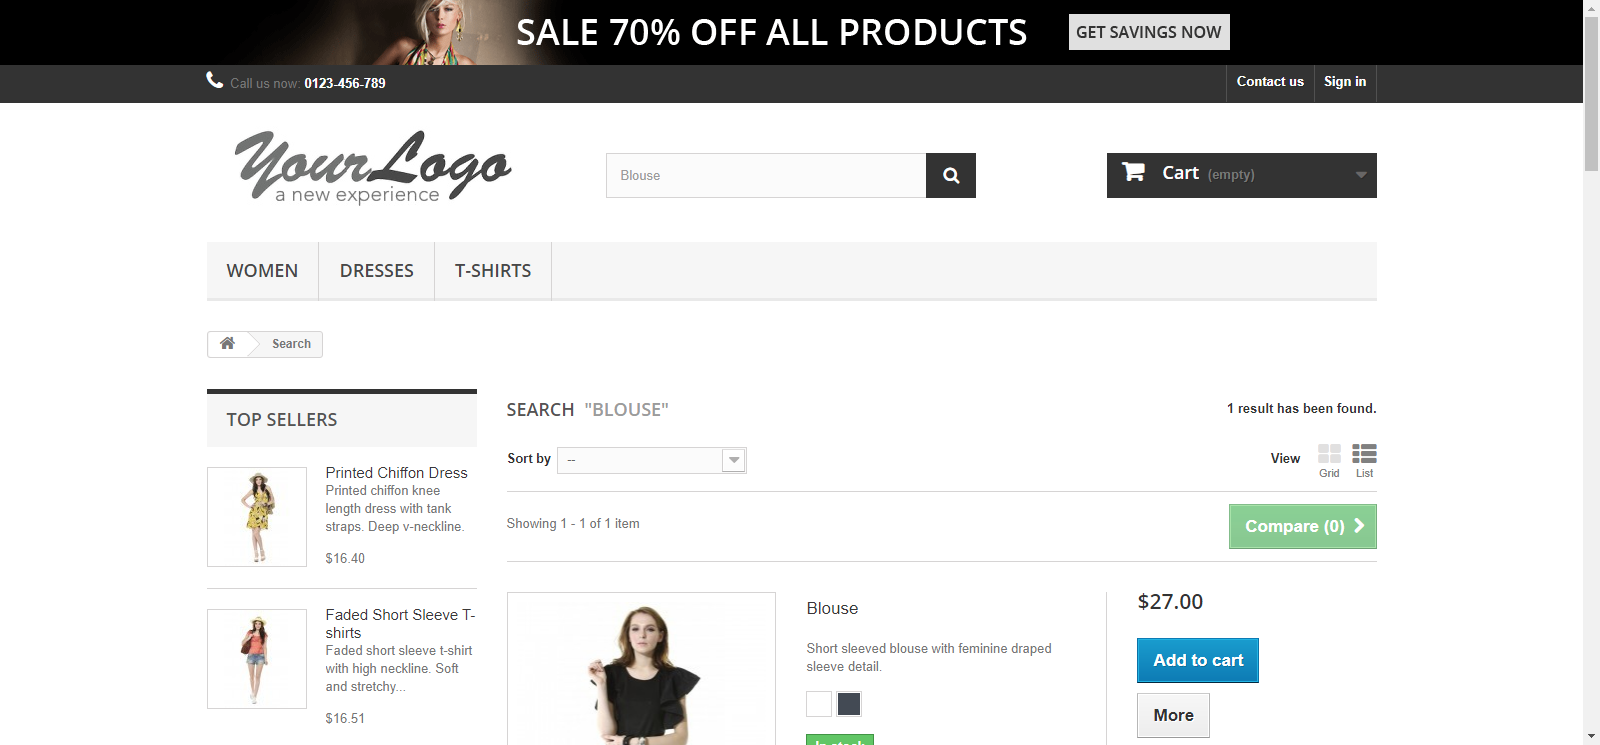 SALE 70% OFF ALL PRODUCTS
GET SAVINGS NOW
Call us now: 0123-456-789
Contact us
Sign in
YourLogo
a new experience
Blouse
Cart (empty)
WOMEN
DRESSES
T-SHIRTS
Search
TOP SELLERS
Printed Chiffon Dress
Printed chiffon knee
length dress with tank
straps. Deep v-neckline.
$16.40
Faded Short Sleeve T-
shirts
Faded short sleeve t-shirt
with high neckline. Soft
and stretchy...
$16.51
SEARCH "BLOUSE"
1 result has been found.
Sort by --
View
Grid
List
Showing 1 - 1 of 1 item
Compare (0)
Blouse
Short sleeved blouse with feminine draped
sleeve detail.
In stock
$27.00
Add to cart
More